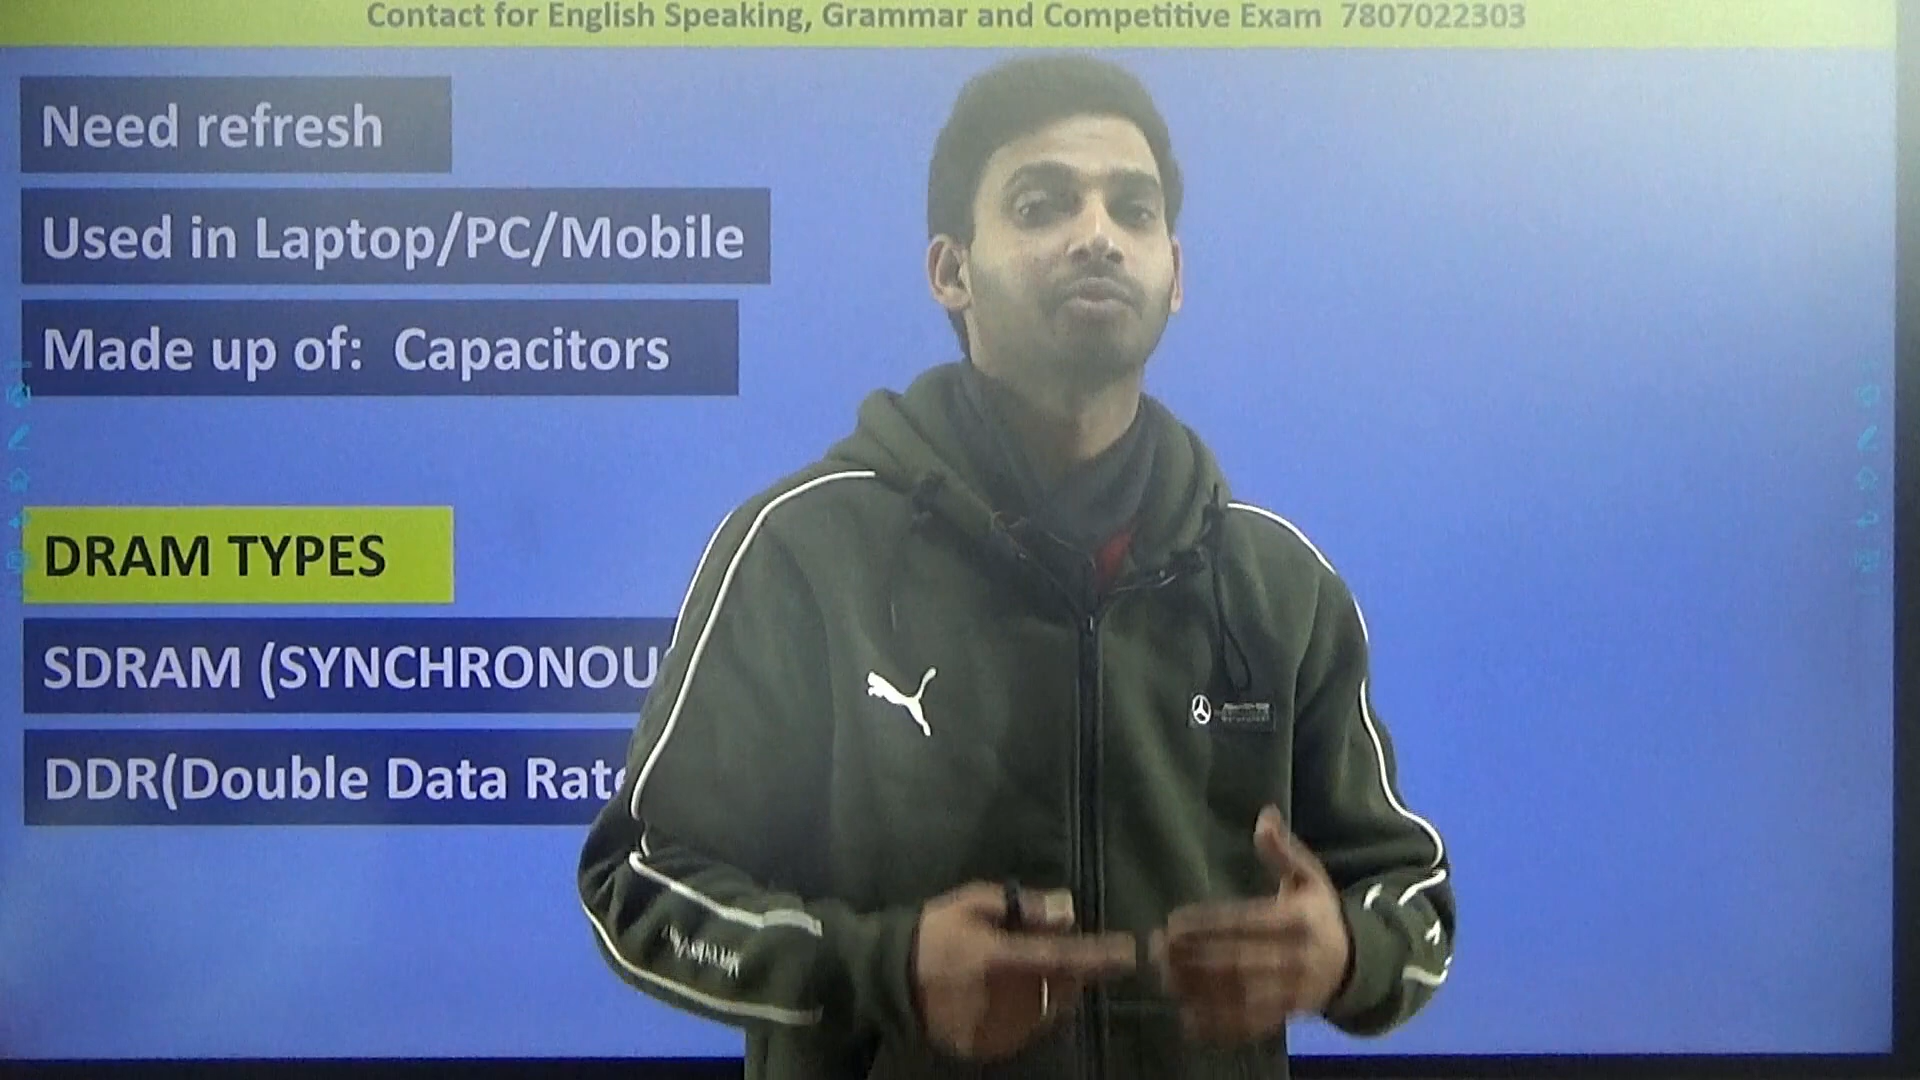 Contact for English Speaking, Grammar and Competitive Exam 7807022303
Need refresh
Used in Laptop/PC/Mobile
Made up of: Capacitors
DRAM TYPES
SDRAM (SYNCHRONOU
DDR(Double Data Rate